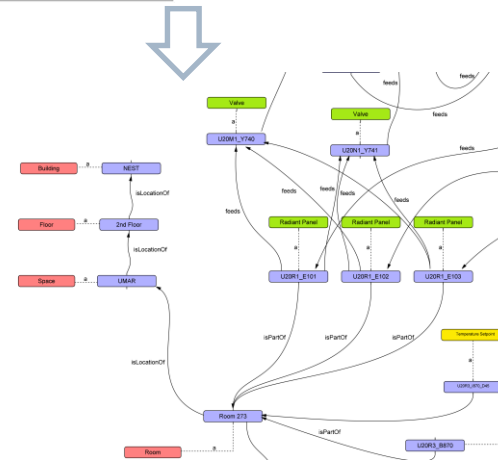 feeds
feeds
Valve
Valve
a
a
U20M1_Y740
U20N1_Y741
feeds
Building
a
NEST
isLocationOf
feeds
feeds
feeds
feeds
feeds
Floor
a
2nd Floor
Radiant Panel
Radiant Panel
Radiant Panel
isLocationOf
a
a
a
Space
a
UMAR
U20R1_E101
U20R1_E102
U20R1_E103
isPartOf
isPartOf
isPartOf
Temperature Setpoint
isLocationOf
a
Room 273
isPartOf
Room
a
U20R3_B870